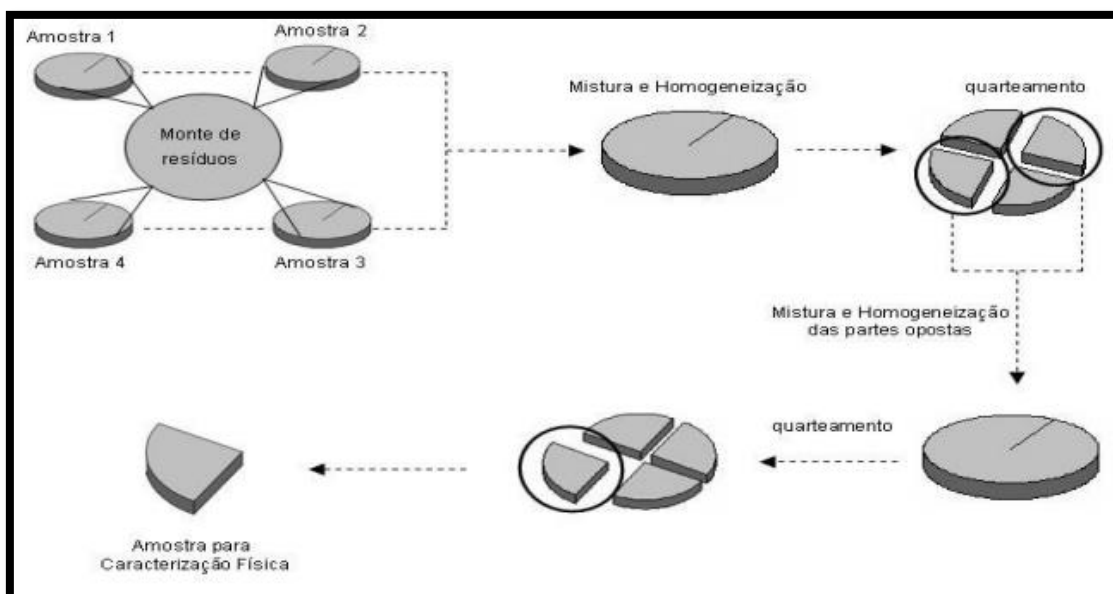 Amostra 1
Amostra 2
Monte de
resíduos
Amostra 4
Amostra 3
Mistura e Homogeneização
quarteamento
Mistura e Homogeneização
das partes opostas
quarteamento
Amostra para
Caracterização Física